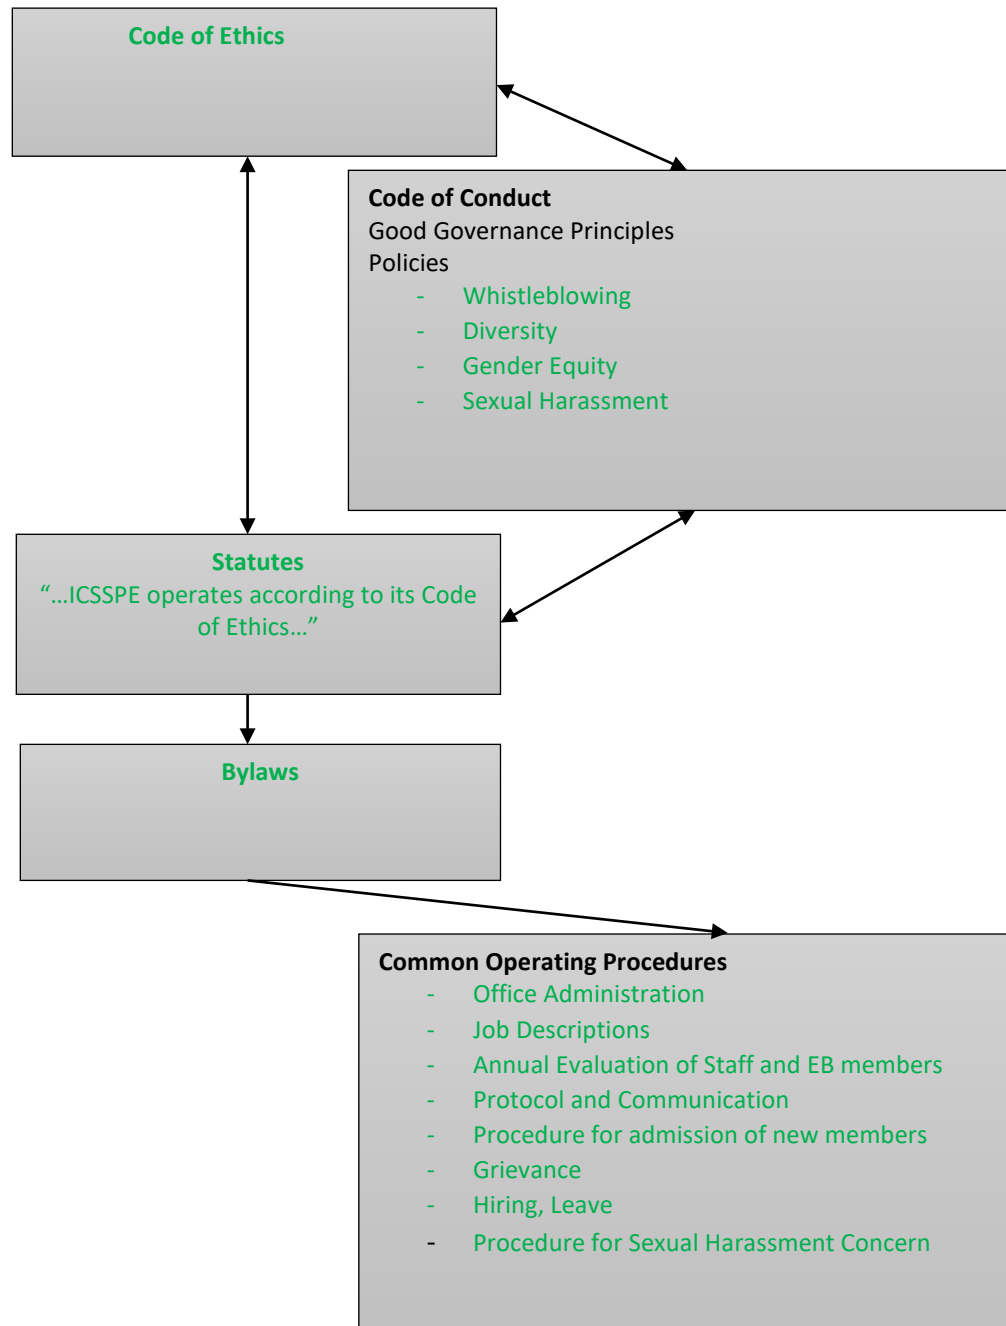 Code of Ethics
Code of Conduct
Good Governance Principles
Policies
- Whistleblowing
- Diversity
- Gender Equity
- Sexual Harassment
Statutes
“…ICSSPE operates according to its Code
of Ethics…”
Bylaws
Common Operating Procedures
- Office Administration
- Job Descriptions
- Annual Evaluation of Staff and EB members
- Protocol and Communication
- Procedure for admission of new members
- Grievance
- Hiring, Leave
- Procedure for Sexual Harassment Concern